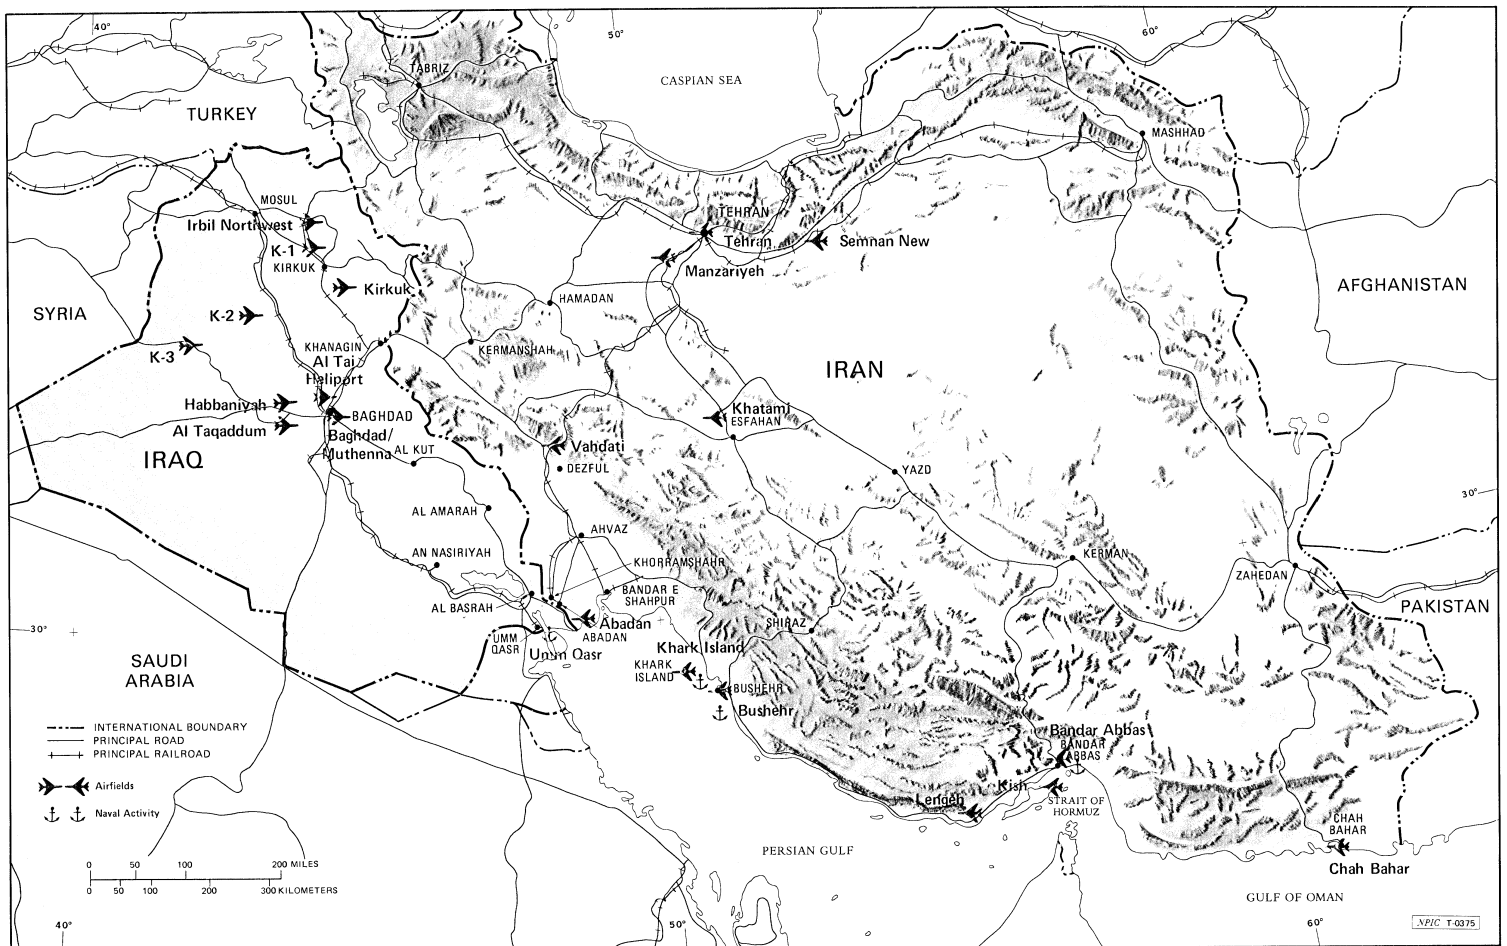 40°
50°
60°
TABRIZ
CASPIAN SEA
TURKEY
MASHHAD
MOSUL
Irbil Northwest
TEHRAN
Tehran
Semnan New
K-1
KIRKUK
Manzariyeh
Kirkuk
HAMADAN
AFGHANISTAN
SYRIA
K-2
KHANAQIN
K-3
KERMANSHAH
Al Taji
Heliport
IRAN
Habbaniyah
BAGHDAD
Khatami
ESFAHAN
Al Taqaddum
Baghdad/
Muthenna
AL KUT
Vahdati
IRAQ
DEZFUL
YAZD
30°
AL AMARAH
AHVAZ
AN NASIRIYAH
KHORRAMSHAHR
KERMAN
ZAHEDAN
BANDAR E
SHAHPUR
AL BASRAH
PAKISTAN
30°
Abadan
ABADAN
SHIRAZ
UMM
QASR
Umm Qasr
Khark Island
KHARK
ISLAND
SAUDI
ARABIA
BUSHEHR
Bushehr
INTERNATIONAL BOUNDARY
PRINCIPAL ROAD
PRINCIPAL RAILROAD
Bandar Abbas
BANDAR
ABBAS
Airfields
Kish
Lengeh
STRAIT OF
HORMUZ
Naval Activity
CHAH
BAHAR
PERSIAN GULF
0 50 100 200 MILES
0 50 100 200 300 KILOMETERS
Chah Bahar
GULF OF OMAN
40°
50°
60°
NPIC T-0375